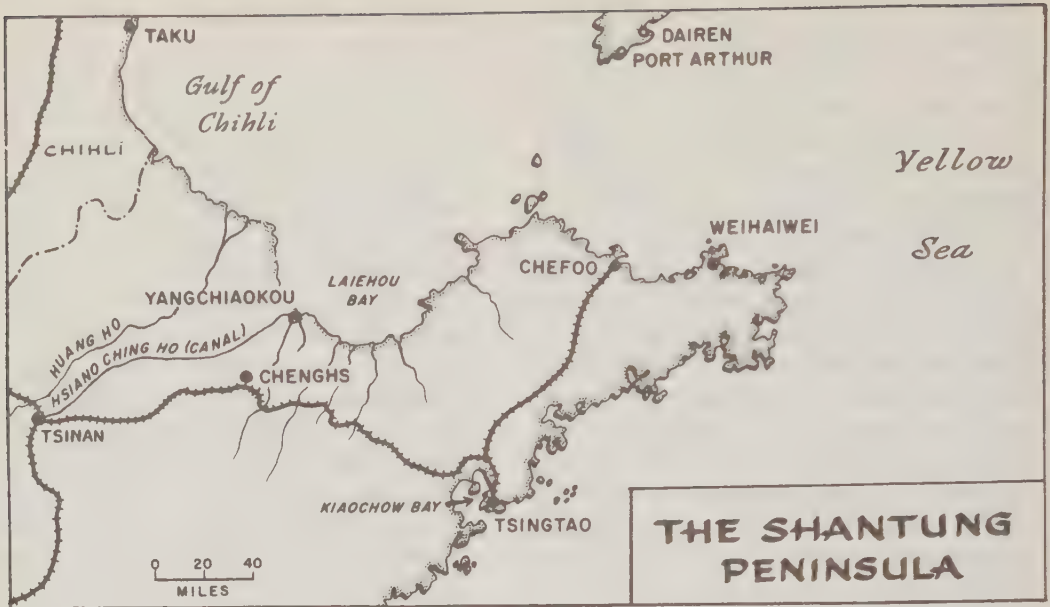 TAKU
DAIREN
PORT ARTHUR
Gulf of
Chihli
CHIHLI
Yellow
Sea
WEIHAIWEI
CHEFOO
LAIEHOU
BAY
YANGCHIAOKOU
HUANG HO
HSIANO CHING HO (CANAL)
CHENGHS
TSINAN
KIAOCHOW BAY
TSINGTAO
0 20 40
MILES
THE SHANTUNG
PENINSULA